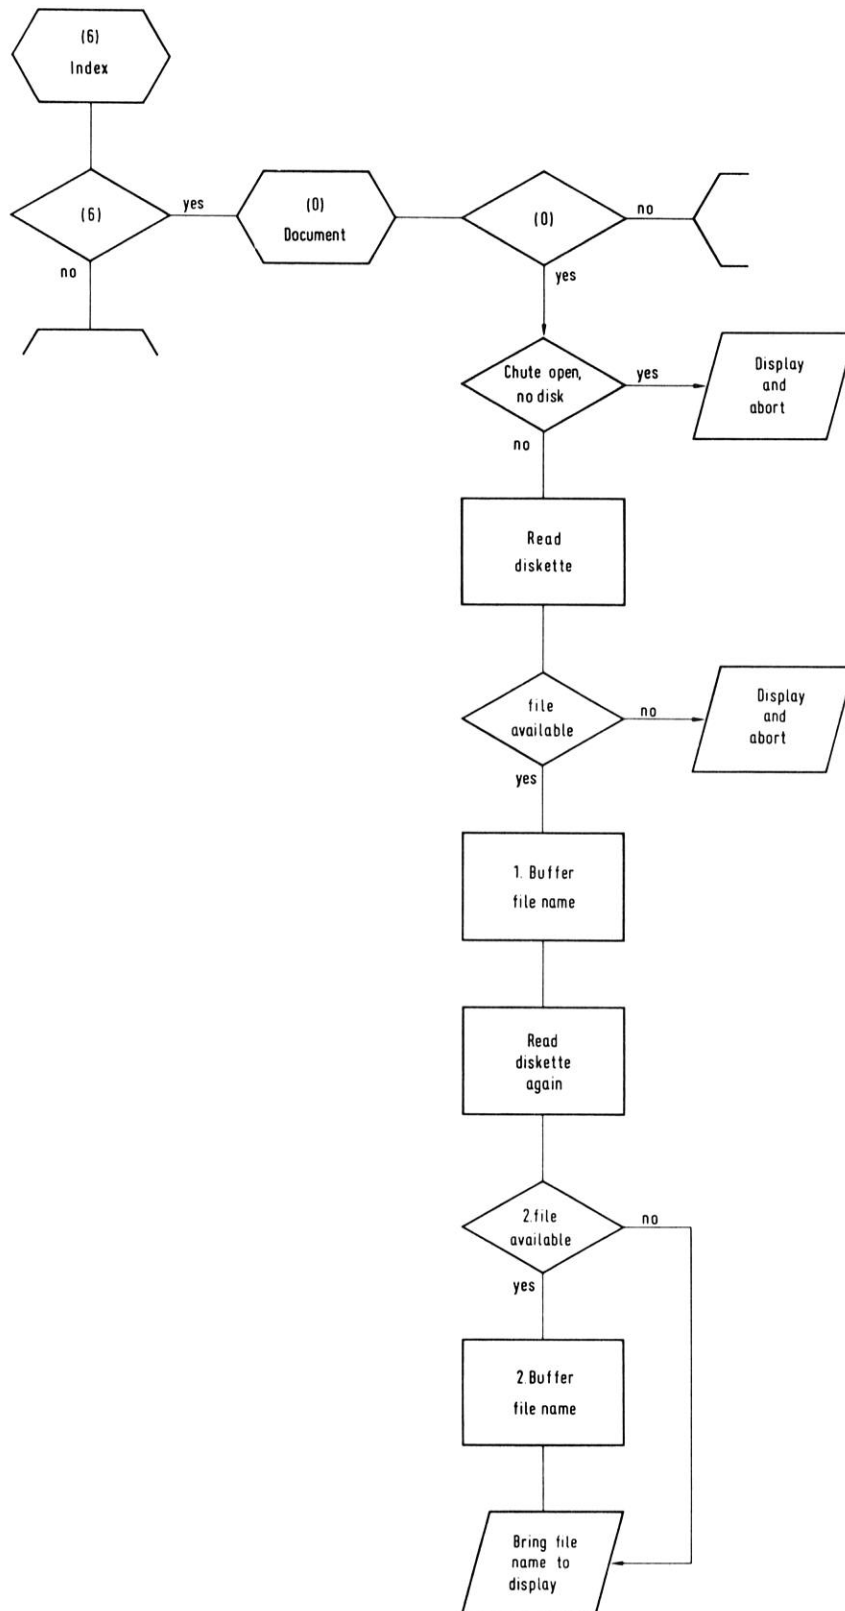 (6)
Index
(6)
yes
(0)
Document
(0)
no
no
yes
Chute open,
no disk
yes
Display
and
abort
no
Read
diskette
file
available
no
Display
and
abort
yes
1. Buffer
file name
Read
diskette
again
2.file
available
no
yes
2.Buffer
file name
Bring file
name to
display